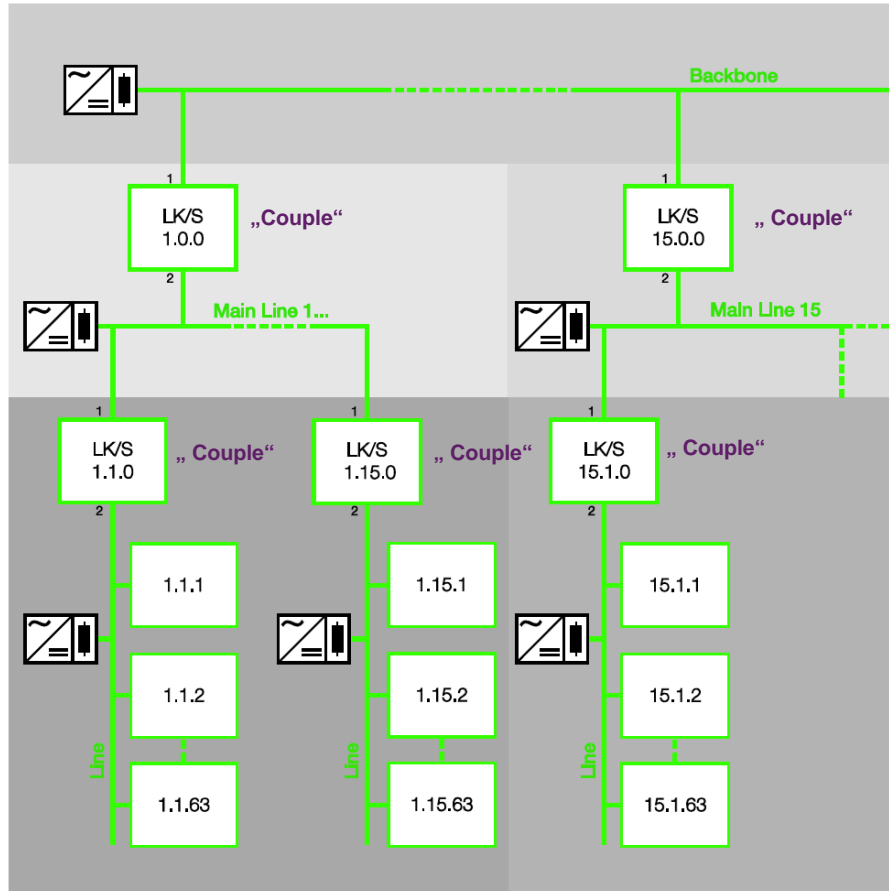 Backbone
1
1
LK/S
1.0.0
„Couple“
LK/S
15.0.0
„ Couple“
2
2
Main Line 1...
Main Line 15
1
1
1
LK/S
1.1.0
„ Couple“
LK/S
1.15.0
„ Couple“
LK/S
15.1.0
„ Couple“
2
2
2
1.1.1
1.15.1
15.1.1
1.1.2
1.15.2
15.1.2
Line
Line
Line
1.1.63
1.15.63
15.1.63